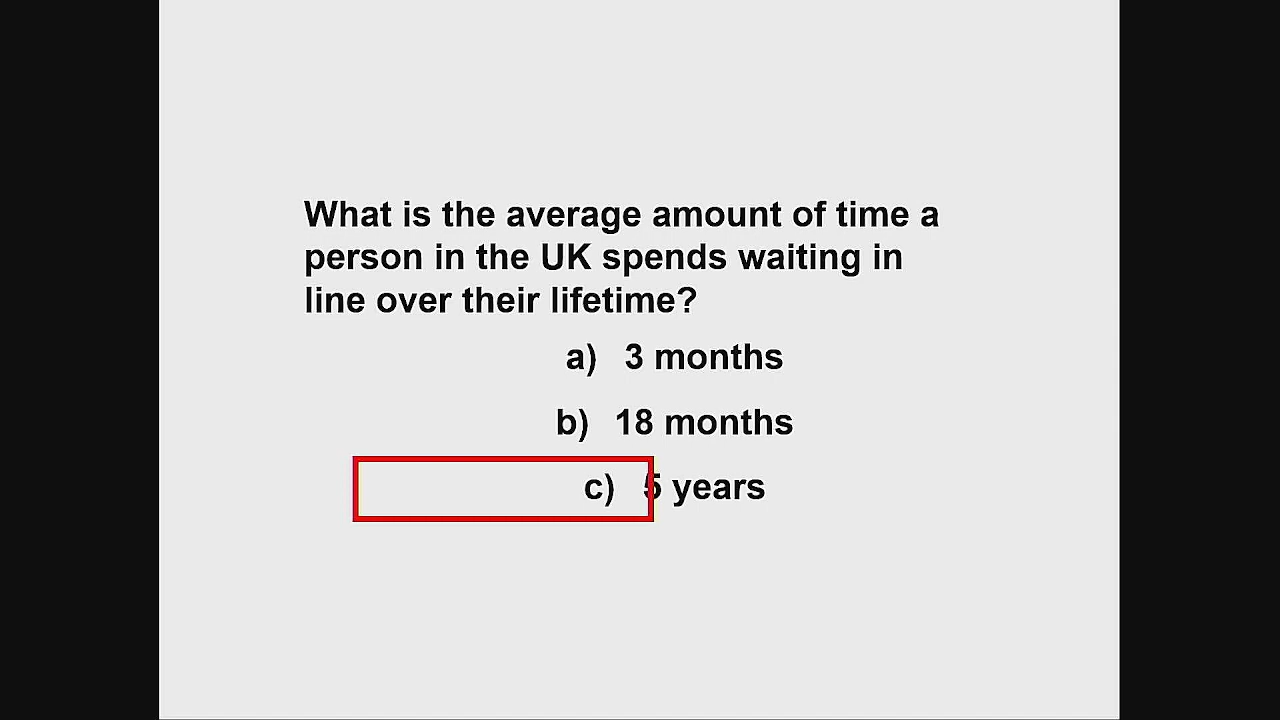 What is the average amount of time a
person in the UK spends waiting in
line over their lifetime?
a) 3 months
b) 18 months
c) 5 years